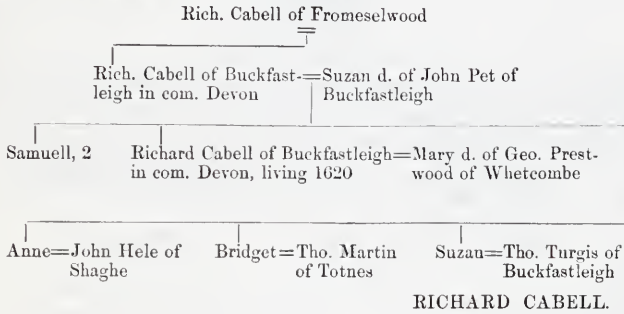 Rich. Cabell of Fromeselwood
Rich. Cabell of Buckfast-=Suzan d. of John Pet of
leigh in com. Devon Buckfastleigh
Samuell, 2 Richard Cabell of Buckfastleigh=Mary d. of Geo. Prest-
in com. Devon, living 1620 wood of Whetcombe
Anne=John Hele of Bridget=Tho. Martin Suzan=Tho. Turgis of
Shaghe of Totnes Buckfastleigh
RICHARD CABELL.